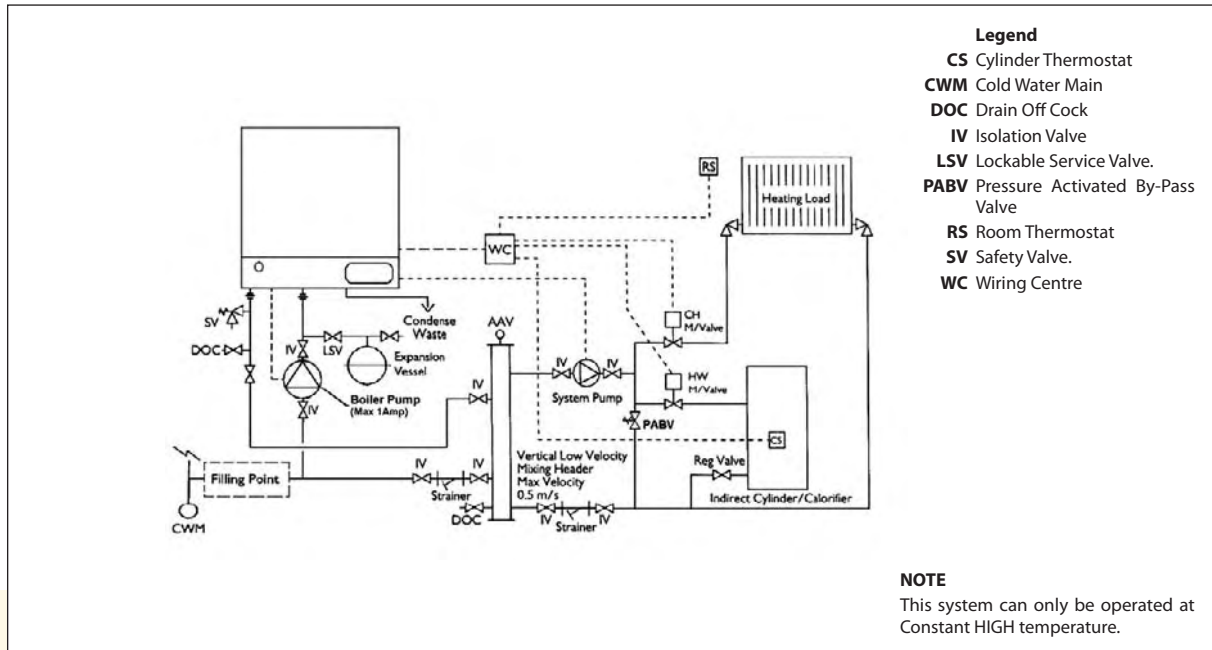 Legend
CS Cylinder Thermostat
CWM Cold Water Main
DOC Drain Off Cock
IV Isolation Valve
LSV Lockable Service Valve.
PABV Pressure Activated By-Pass
Valve
RS Room Thermostat
SV Safety Valve.
WC Wiring Centre
RS
Heating Load
WC
SV
Condense
Waste
AAV
CH
M/Valve
DOC
IV
LSV
Expansion
Vessel
IV
IV
IV
HW
M/Valve
Boiler Pump
(Max 1Amp)
IV
System Pump
PABV
CS
Vertical Low Velocity
Mixing Header
Max Velocity
0.5 m/s
Reg Valve
Filling Point
IV
IV
Strainer
Indirect Cylinder/Calorifier
CWM
DOC
IV
IV
Strainer
NOTE
This system can only be operated at
Constant HIGH temperature.